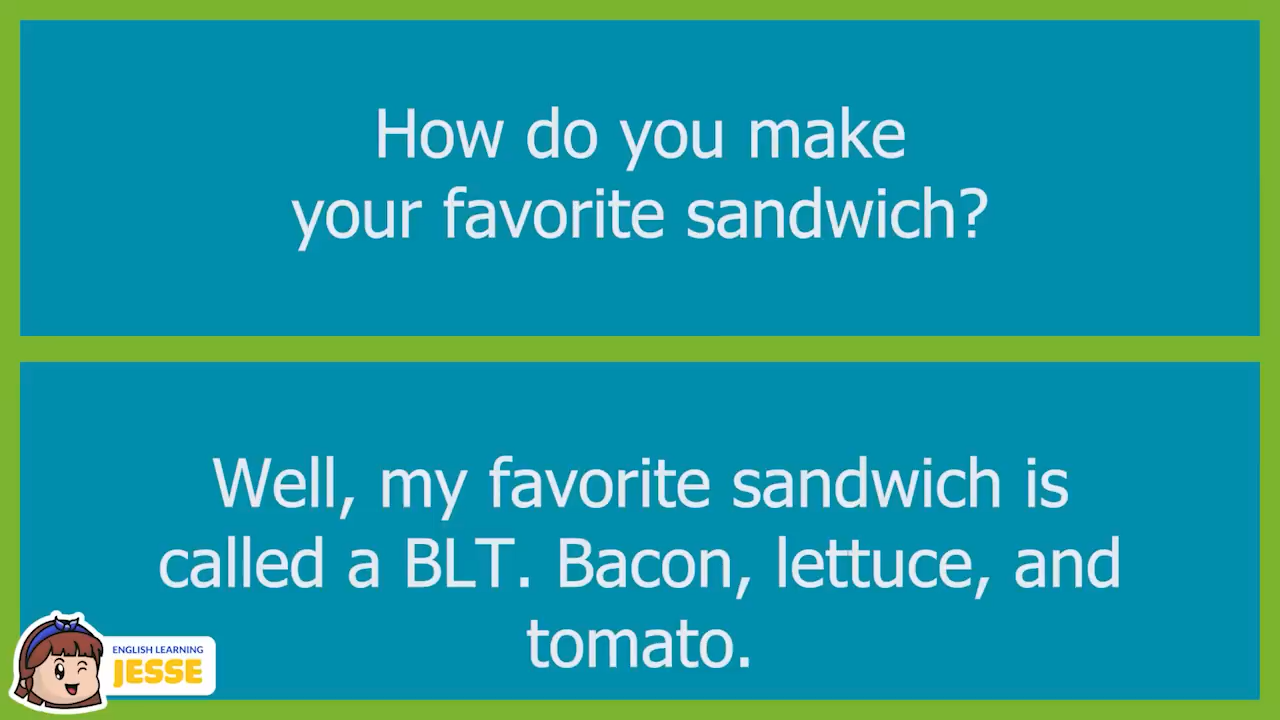 How do you make
your favorite sandwich?
Well, my favorite sandwich is
called a BLT. Bacon, lettuce, and
tomato.
ENGLISH LEARNING
JESSE